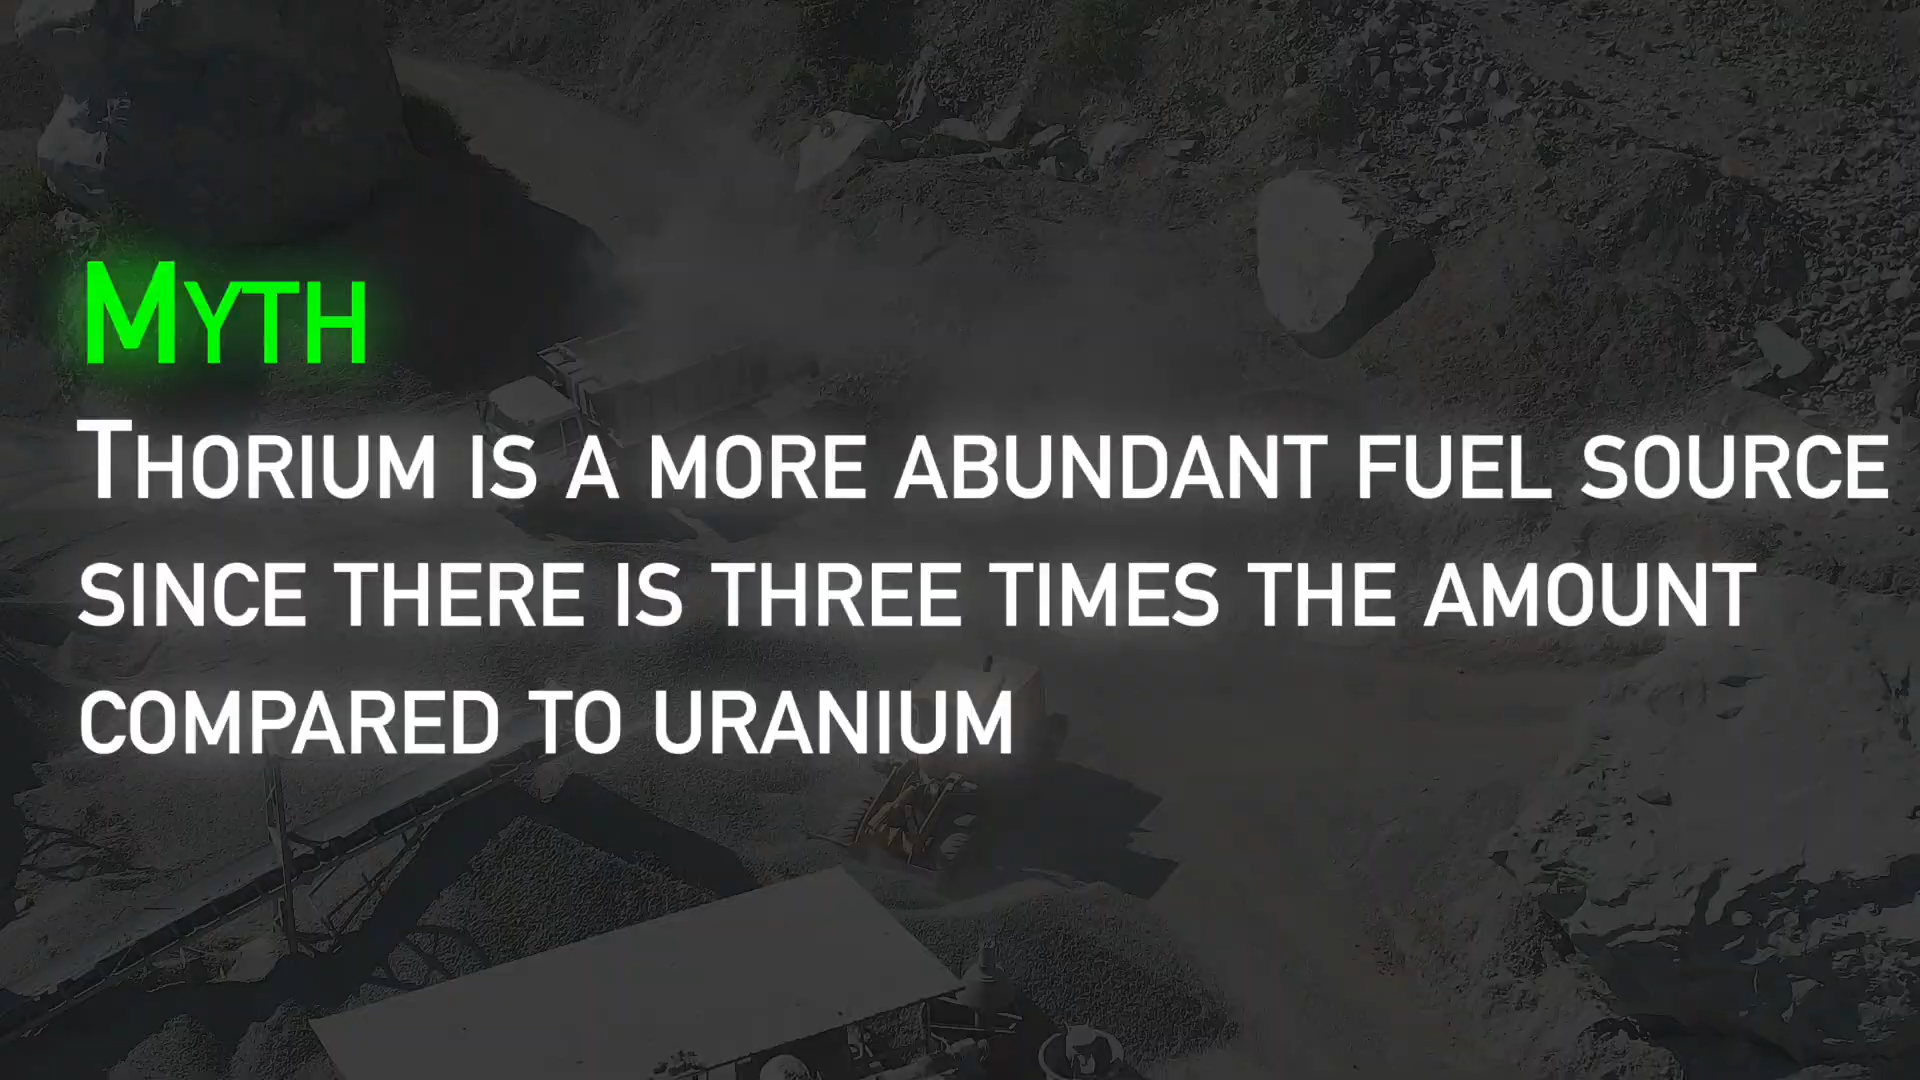 Myth
Thorium is a more abundant fuel source
since there is three times the amount
compared to uranium